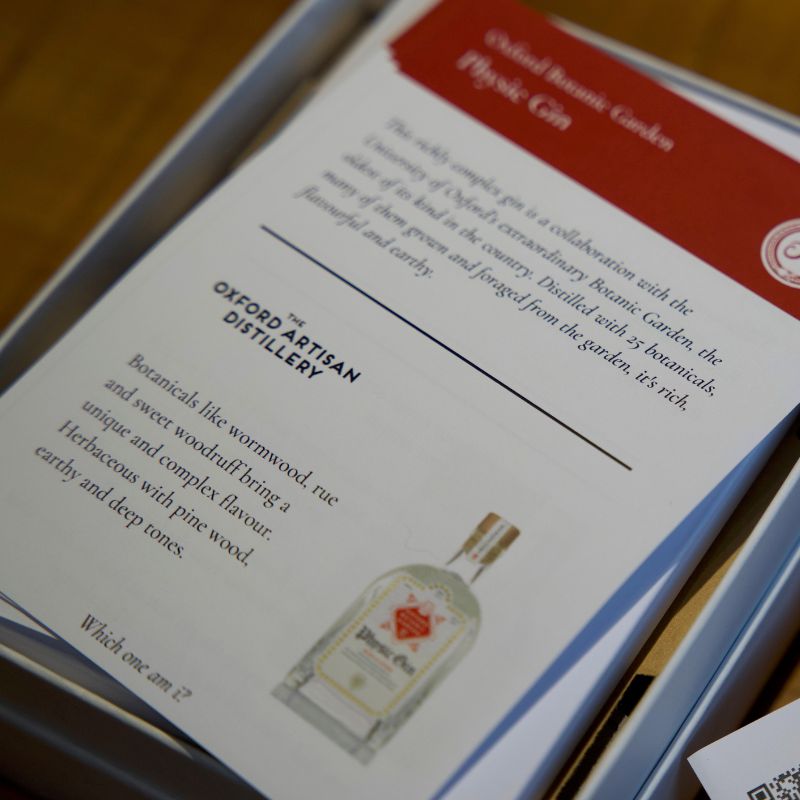 Oxford Botanic Garden
Physic Gin
This richly complex gin is a collaboration with the
University of Oxford's extraordinary Botanic Garden, the
oldest of its kind in the country. Distilled with 25 botanicals,
many of them grown and foraged from the garden, it's rich,
flavourful and earthy.
THE
OXFORD ARTISAN
DISTILLERY
Botanicals like wormwood, rue
and sweet woodruff bring a
unique and complex flavour.
Herbaceous with pine wood,
earthy and deep tones.
Which one am i?
Physic Gin